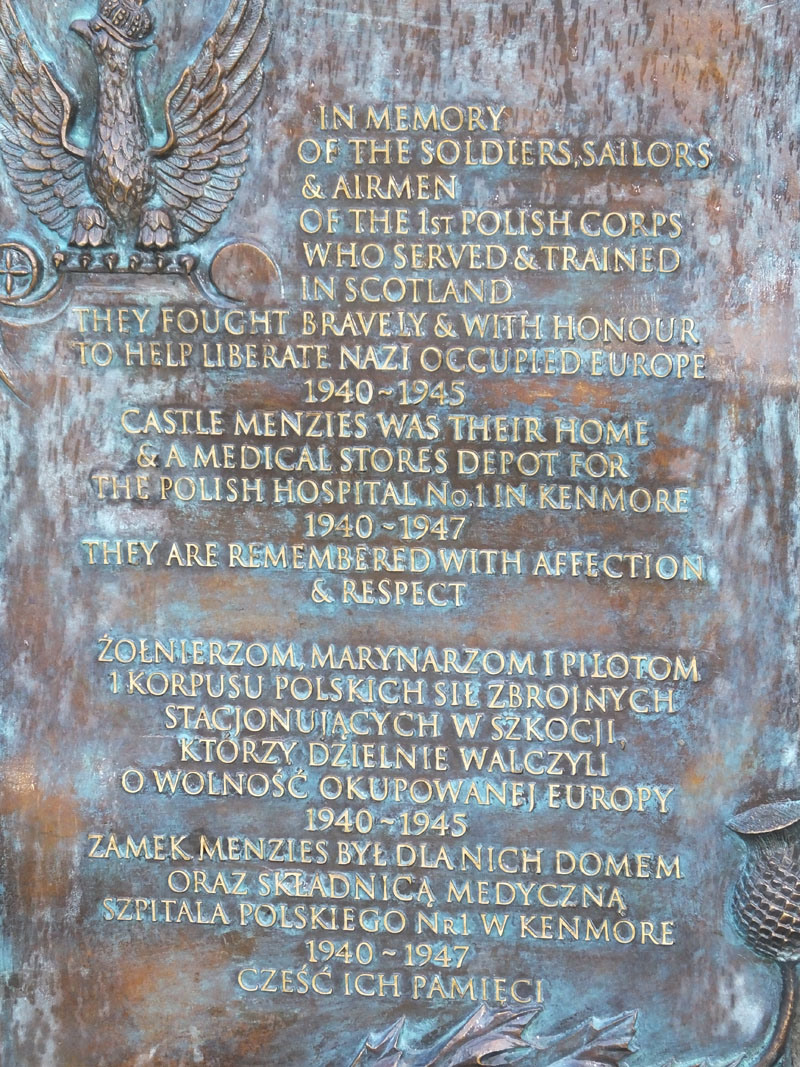 IN MEMORY
OF THE SOLDIERS, SAILORS
& AIRMEN
OF THE 1ST POLISH CORPS
WHO SERVED & TRAINED
IN SCOTLAND
THEY FOUGHT BRAVELY & WITH HONOUR
TO HELP LIBERATE NAZI OCCUPIED EUROPE
1940~1945
CASTLE MENZIES WAS THEIR HOME
& A MEDICAL STORES DEPOT FOR
THE POLISH HOSPITAL No.1 IN KENMORE
1940~1947
THEY ARE REMEMBERED WITH AFFECTION
& RESPECT
ŻOŁNIERZOM, MARYNARZOM I PILOTOM
1 KORPUSU POLSKICH SIŁ ZBROJNYCH
STACJONUJĄCYCH W SZKOCJI,
KTÓRZY DZIELNIE WALCZYLI
O WOLNOŚĆ OKUPOWANEJ EUROPY
1940~1945
ZAMEK MENZIES BYŁ DLA NICH DOMEM
ORAZ SKŁADNICĄ MEDYCZNĄ
SZPITALA POLSKIEGO NR1 W KENMORE
1940~1947
CZEŚĆ ICH PAMIĘCI